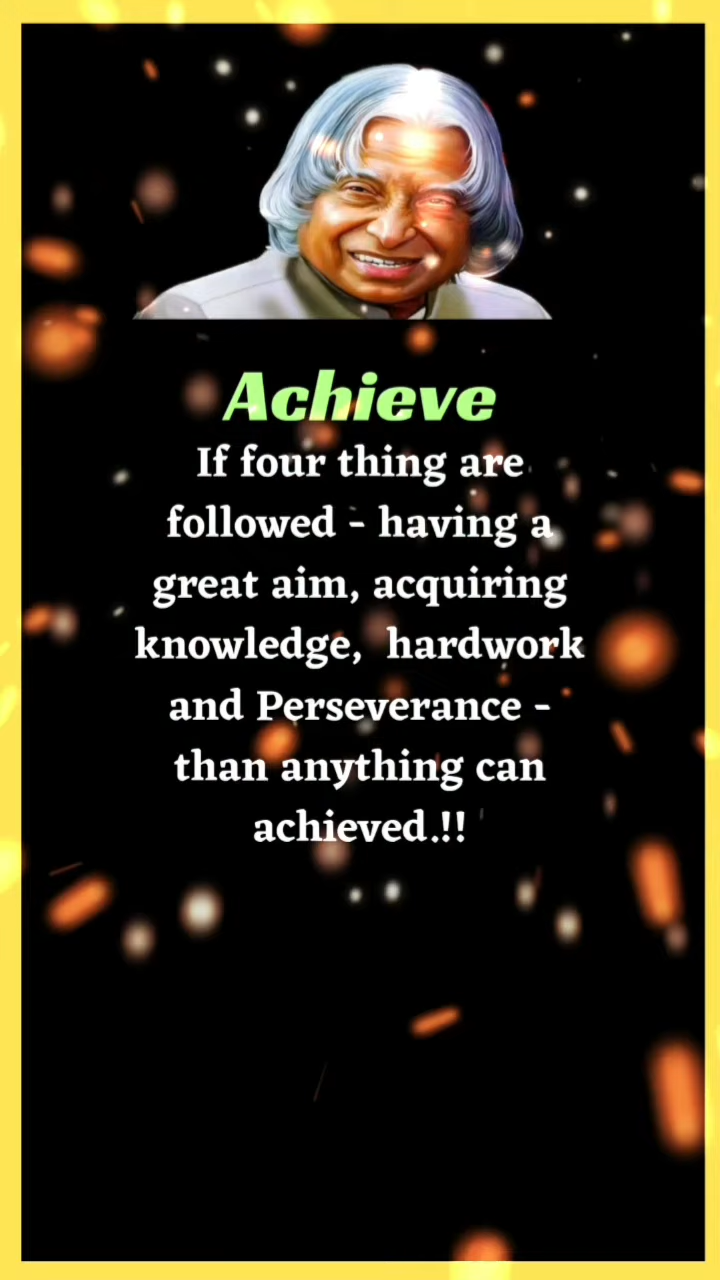 Achieve
If four thing are
followed - having a
great aim, acquiring
knowledge, hardwork
and Perseverance -
than anything can
achieved.!!